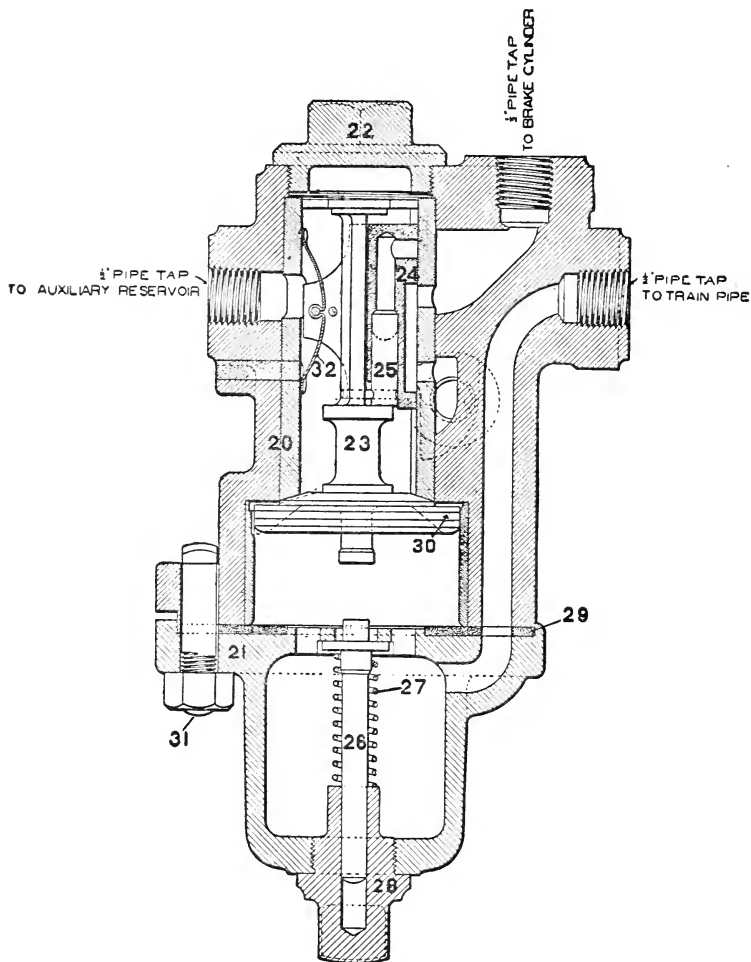 ½" PIPE TAP
TO BRAKE CYLINDER
22
½" PIPE TAP
TO AUXILIARY RESERVOIR
½" PIPE TAP
TO TRAIN PIPE
24
32
25
20
23
30
29
21
27
26
31
28